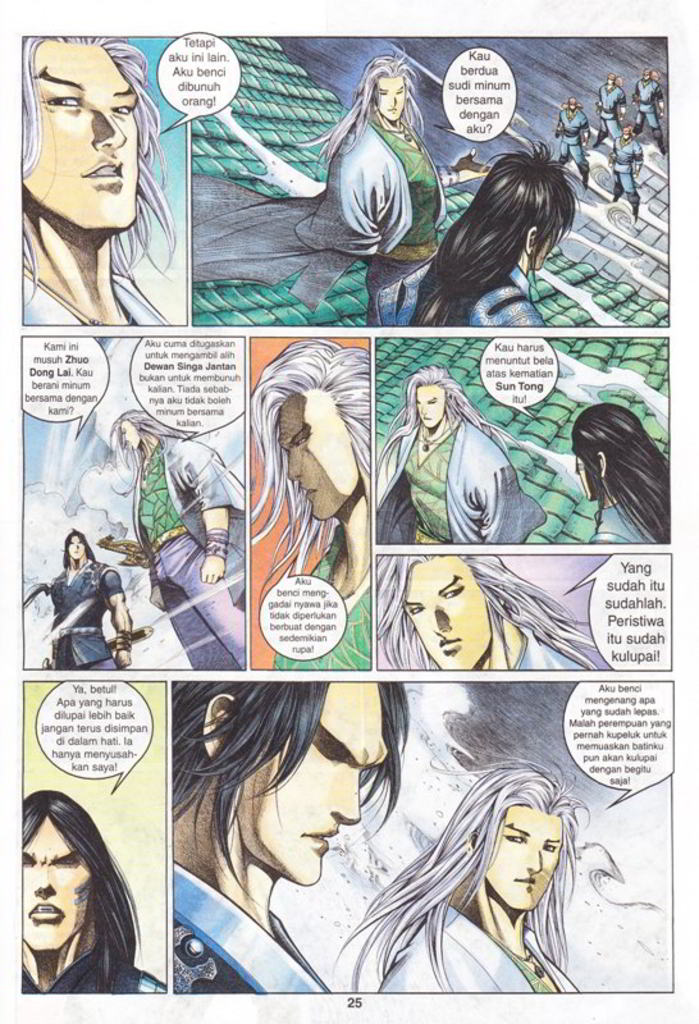 Tetapi
aku ini lain.
Aku benci
dibunuh
orang!
Kau
berdua
sudi minum
bersama
dengan
aku?
Kami ini
musuh Zhuo
Dong Lai. Kau
berani minum
bersama dengan
kami?
Aku cuma ditugaskan
untuk mengambil alih
Dewan Singa Jantan
bukan untuk membunuh
kalian. Tiada sebab-
nya aku tidak boleh
minum bersama
kalian.
Aku
benci meng-
gadai nyawa jika
tidak diperlukan
berbuat dengan
sedemikian
rupa!
Kau harus
menuntut bela
atas kematian
Sun Tong
itu!
Yang
sudah itu
sudahlah.
Peristiwa
itu sudah
kulupai!
Ya, betul!
Apa yang harus
dilupai lebih baik
jangan terus disimpan
di dalam hati. Ia
hanya menyusah-
kan saya!
Aku benci
mengenang apa
yang sudah lepas.
Malah perempuan yang
pernah kupeluk untuk
memuaskan batinku
pun akan kulupai
dengan begitu
saja!
25